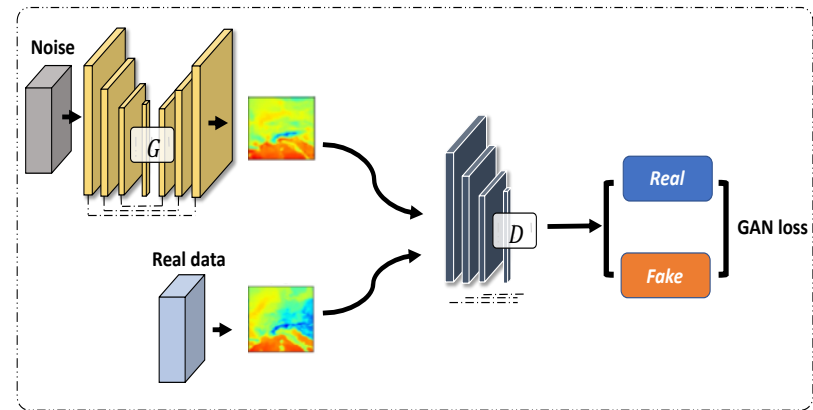 Noise
G
Real data
D
Real
Fake
GAN loss